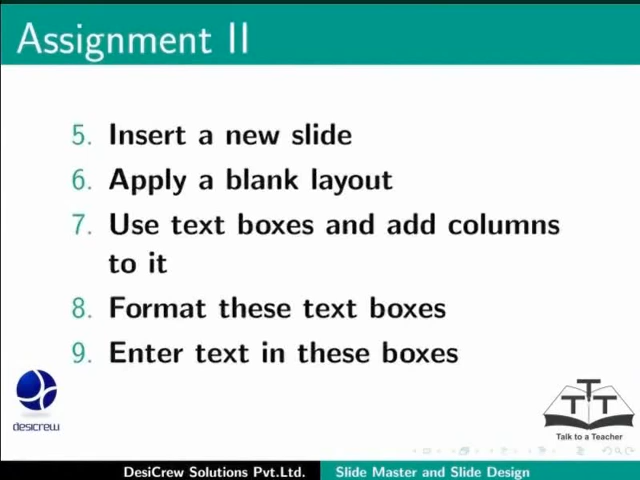 Assignment II
5. Insert a new slide
6. Apply a blank layout
7. Use text boxes and add columns
to it
8. Format these text boxes
9. Enter text in these boxes
desicrew
TTT
Talk to a Teacher
DesiCrew Solutions Pvt.Ltd. Slide Master and Slide Design